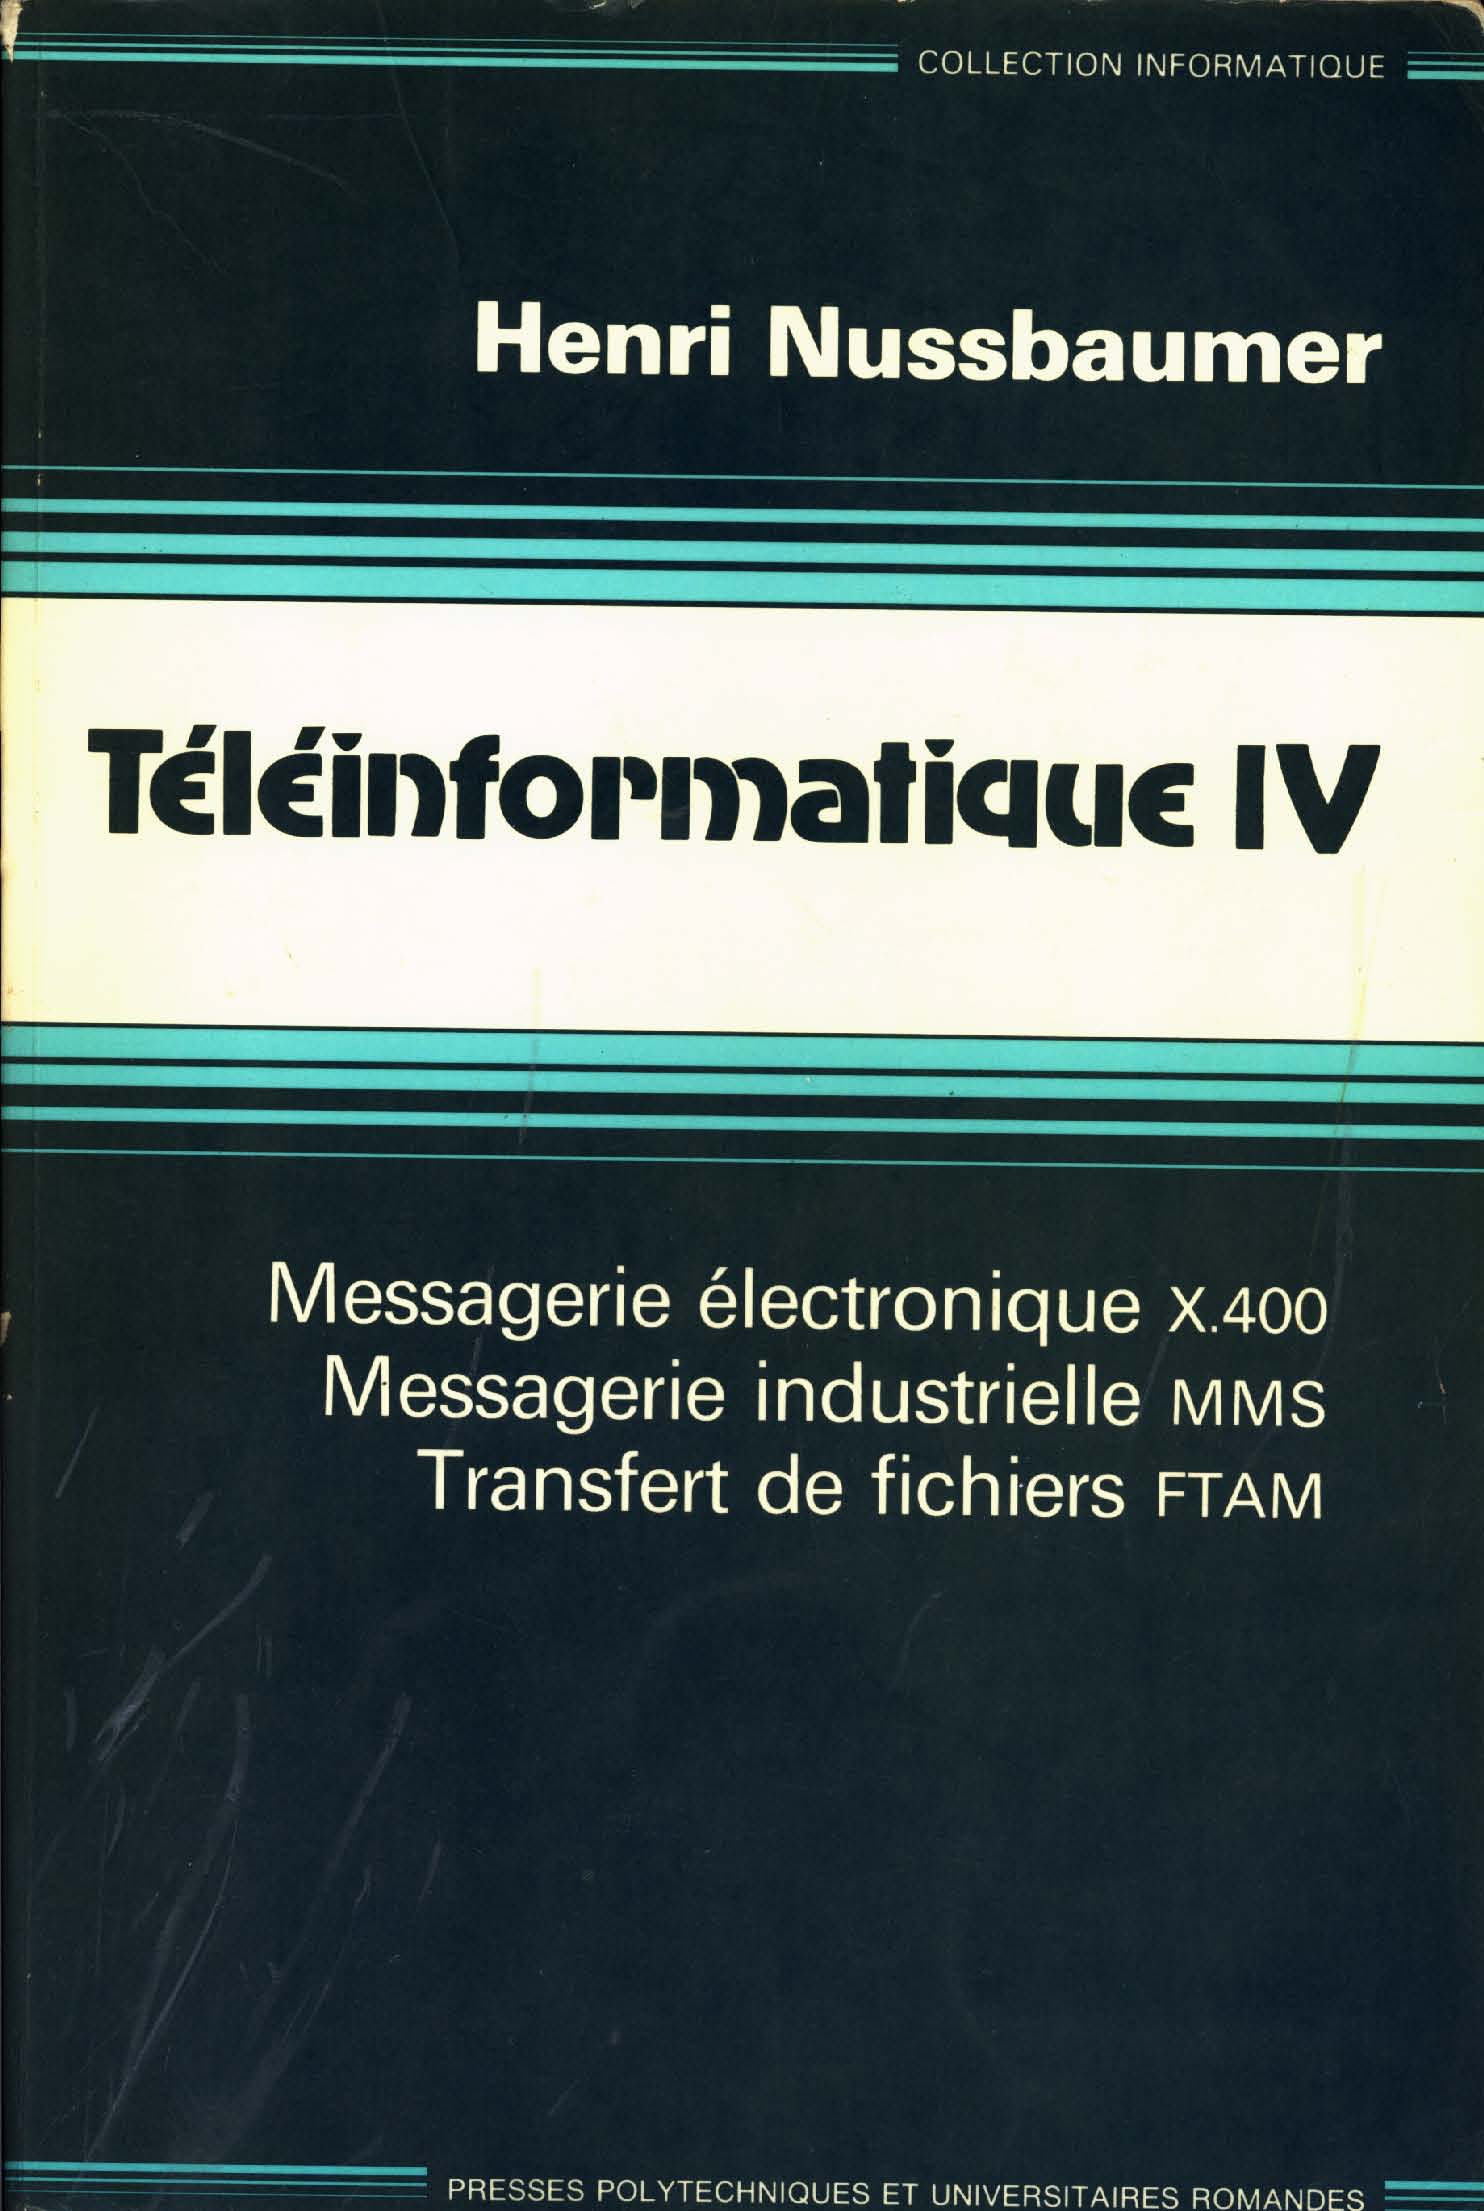 COLLECTION INFORMATIQUE
Henri Nussbaumer
Téléinformatique IV
Messagerie électronique X.400
Messagerie industrielle MMS
Transfert de fichiers FTAM
PRESSES POLYTECHNIQUES ET UNIVERSITAIRES ROMANDES